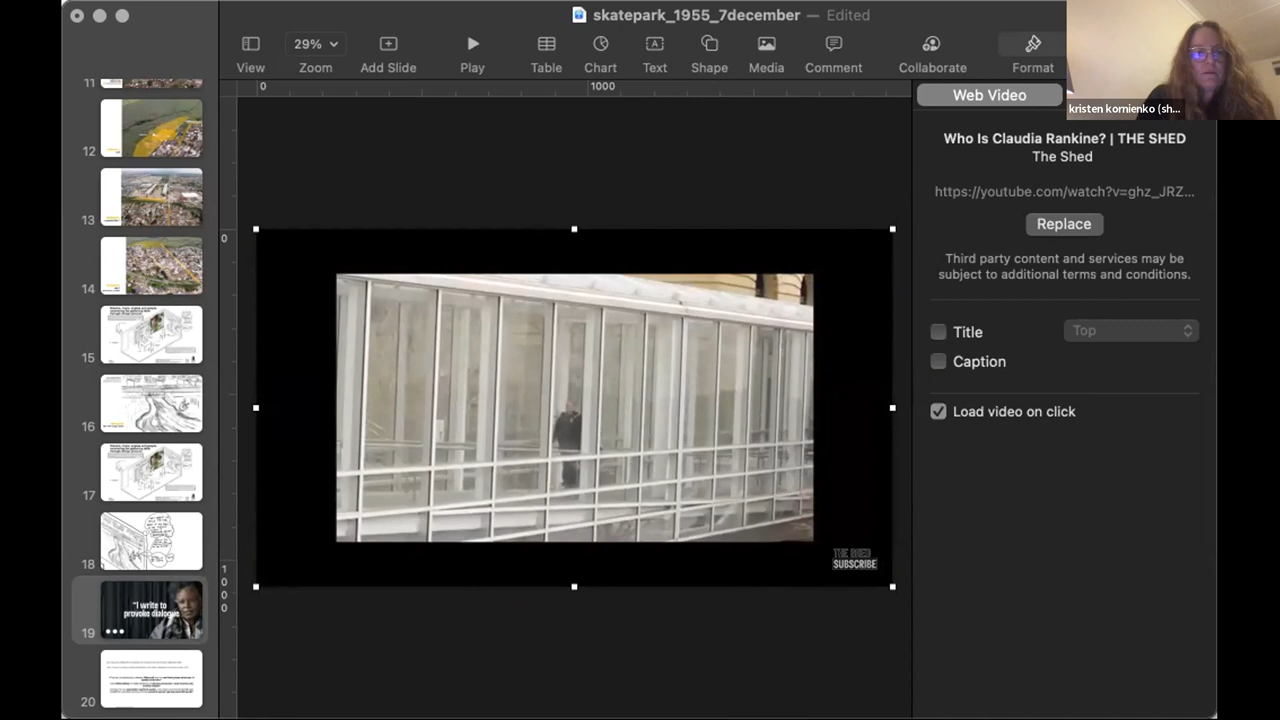 skatepark_1955_7december — Edited
29%
View Zoom Add Slide Play Table Chart Text Shape Media Comment Collaborate Format
kristen kornienko (sh...
0 1000
Web Video
Who Is Claudia Rankine? | THE SHED
The Shed
https://youtube.com/watch?v=ghz_JRZ...
Replace
Third party content and services may be
subject to additional terms and conditions.
Title
Top
Caption
Load video on click
0
1
0
0
0
THE SHED
SUBSCRIBE
11
12
13
14
15
16
17
18
"I write to
provoke dialogue
19
20